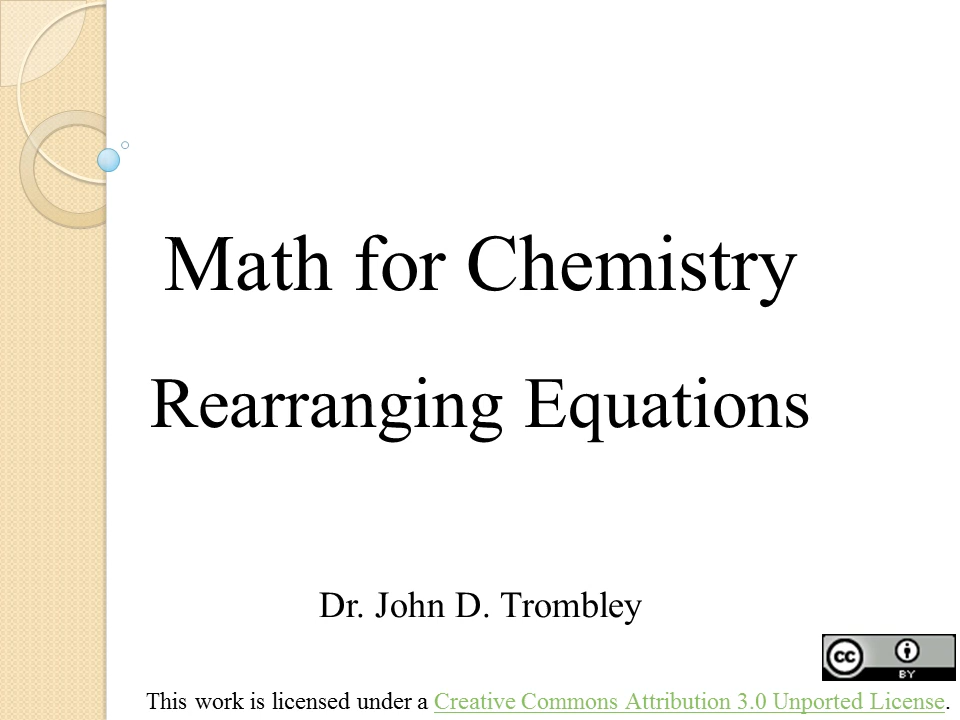 Math for Chemistry
Rearranging Equations
Dr. John D. Trombley
cc
BY
This work is licensed under a Creative Commons Attribution 3.0 Unported License.